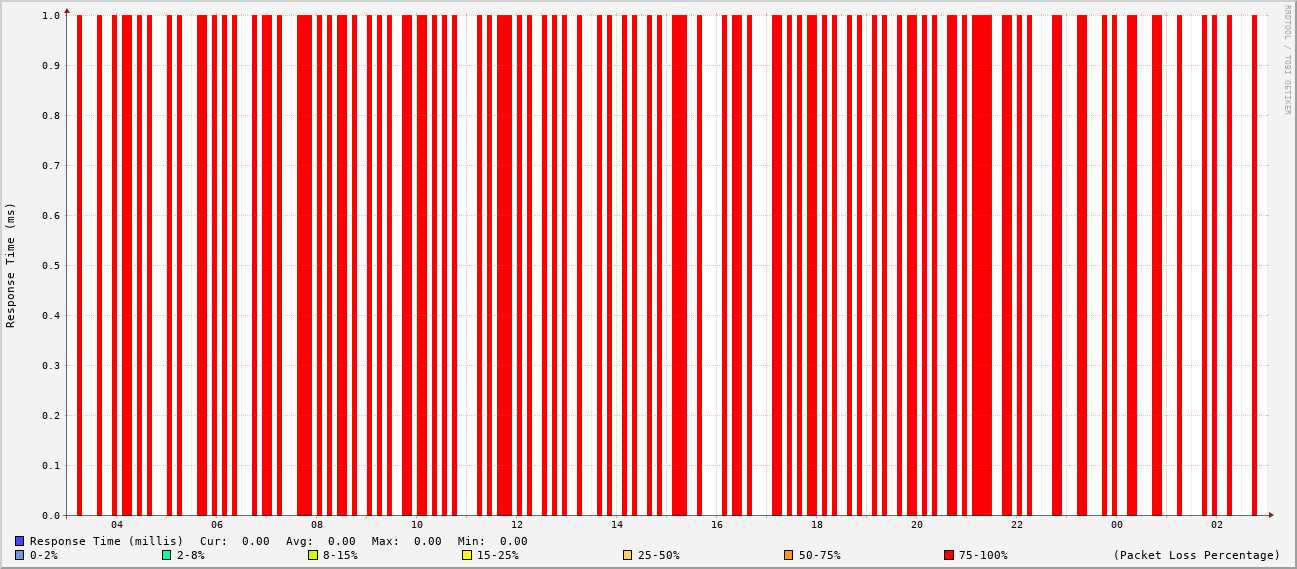 RRDTOOL / TOBI OETIKER
Response Time (ms)
1.0
0.9
0.8
0.7
0.6
0.5
0.4
0.3
0.2
0.1
0.0
04 06 08 10 12 14 16 18 20 22 00 02
Response Time (millis) Cur: 0.00 Avg: 0.00 Max: 0.00 Min: 0.00
0-2% 2-8% 8-15% 15-25% 25-50% 50-75% 75-100% (Packet Loss Percentage)